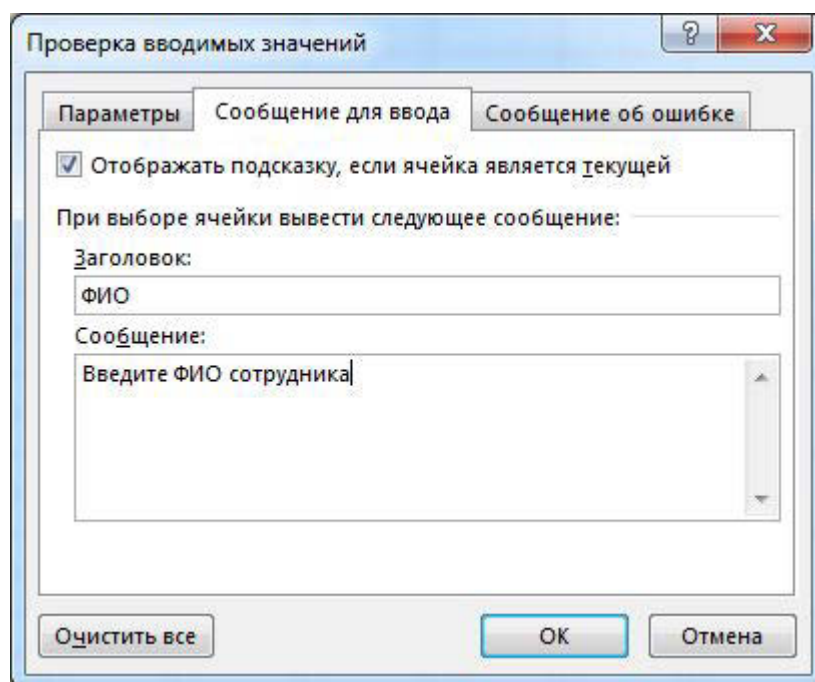 Проверка вводимых значений
Параметры Сообщение для ввода Сообщение об ошибке
Отображать подсказку, если ячейка является текущей
При выборе ячейки вывести следующее сообщение:
Заголовок:
ФИО
Сообщение:
Введите ФИО сотрудника
Очистить все ОК Отмена